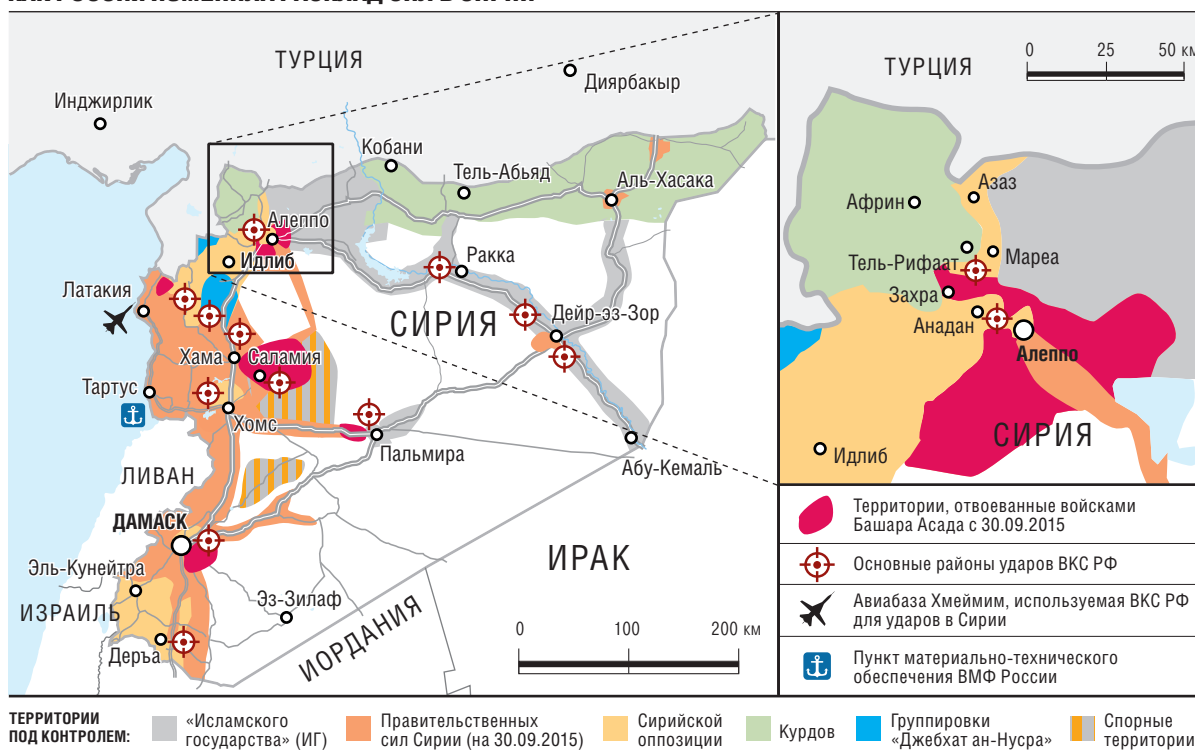 ТУРЦИЯ
Инджирлик
Диярбакыр
Кобани
Тель-Абьяд
Аль-Хасака
Алеппо
Идлиб
Ракка
Латакия
СИРИЯ
Дейр-эз-Зор
Хама
Саламия
Тартус
Хомс
Пальмира
Абу-Кемаль
ЛИВАН
ДАМАСК
ИРАК
Эль-Кунейтра
ИЗРАИЛЬ
Эз-Зилаф
Деръа
ИОРДАНИЯ
0 100 200 км
0 25 50 км
ТУРЦИЯ
Азаз
Африн
Мареа
Тель-Рифаат
Захра
Анадан
Алеппо
СИРИЯ
Идлиб
Территории, отвоеванные войсками
Башара Асада с 30.09.2015
Основные районы ударов ВКС РФ
Авиабаза Хмеймим, используемая ВКС РФ
для ударов в Сирии
Пункт материально-технического
обеспечения ВМФ России
ТЕРРИТОРИИ
ПОД КОНТРОЛЕМ:
«Исламского
государства» (ИГ)
Правительственных
сил Сирии (на 30.09.2015)
Сирийской
оппозиции
Курдов
Группировки
«Джебхат ан-Нусра»
Спорные
территории